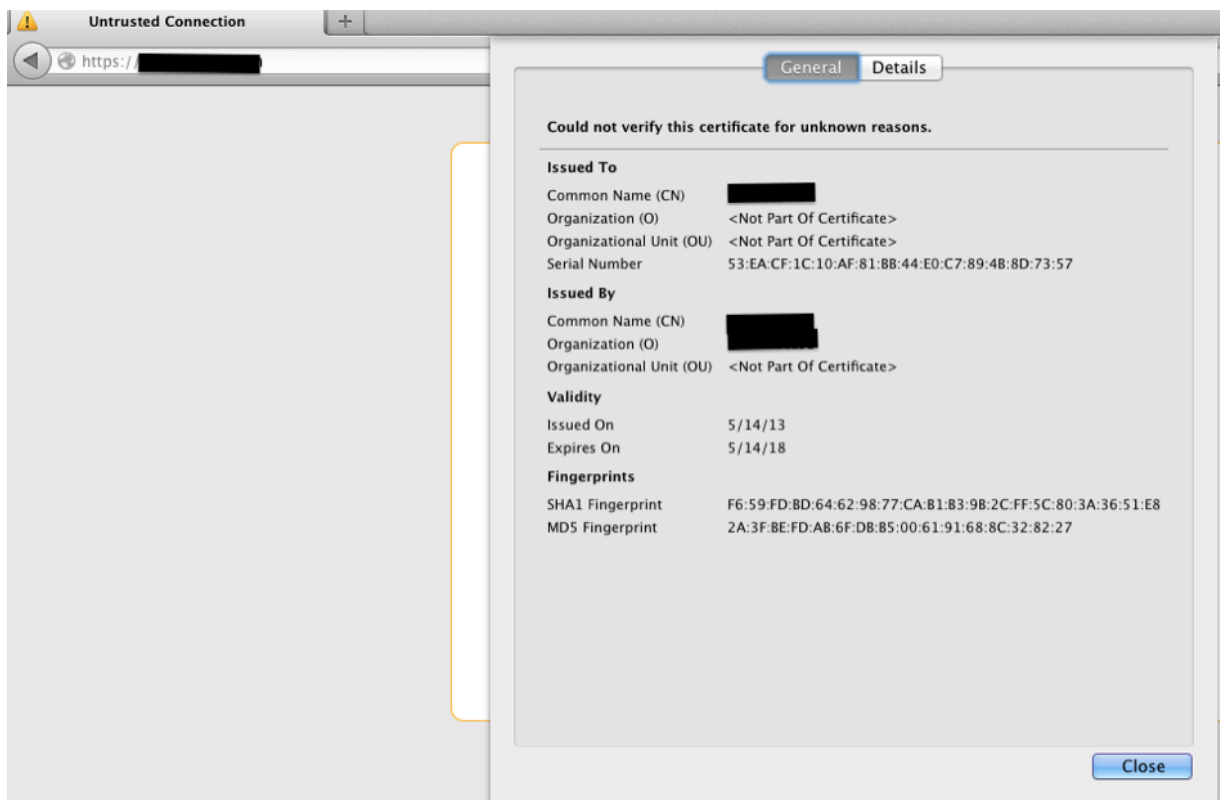 Untrusted Connection
https://
General Details
Could not verify this certificate for unknown reasons.
Issued To
Common Name (CN)
Organization (O) <Not Part Of Certificate>
Organizational Unit (OU) <Not Part Of Certificate>
Serial Number 53:EA:CF:1C:10:AF:81:BB:44:E0:C7:89:4B:8D:73:57
Issued By
Common Name (CN)
Organization (O)
Organizational Unit (OU) <Not Part Of Certificate>
Validity
Issued On 5/14/13
Expires On 5/14/18
Fingerprints
SHA1 Fingerprint F6:59:FD:BD:64:62:98:77:CA:B1:B3:9B:2C:FF:5C:80:3A:36:51:E8
MD5 Fingerprint 2A:3F:BE:FD:AB:6F:DB:B5:00:61:91:68:8C:32:82:27
Close